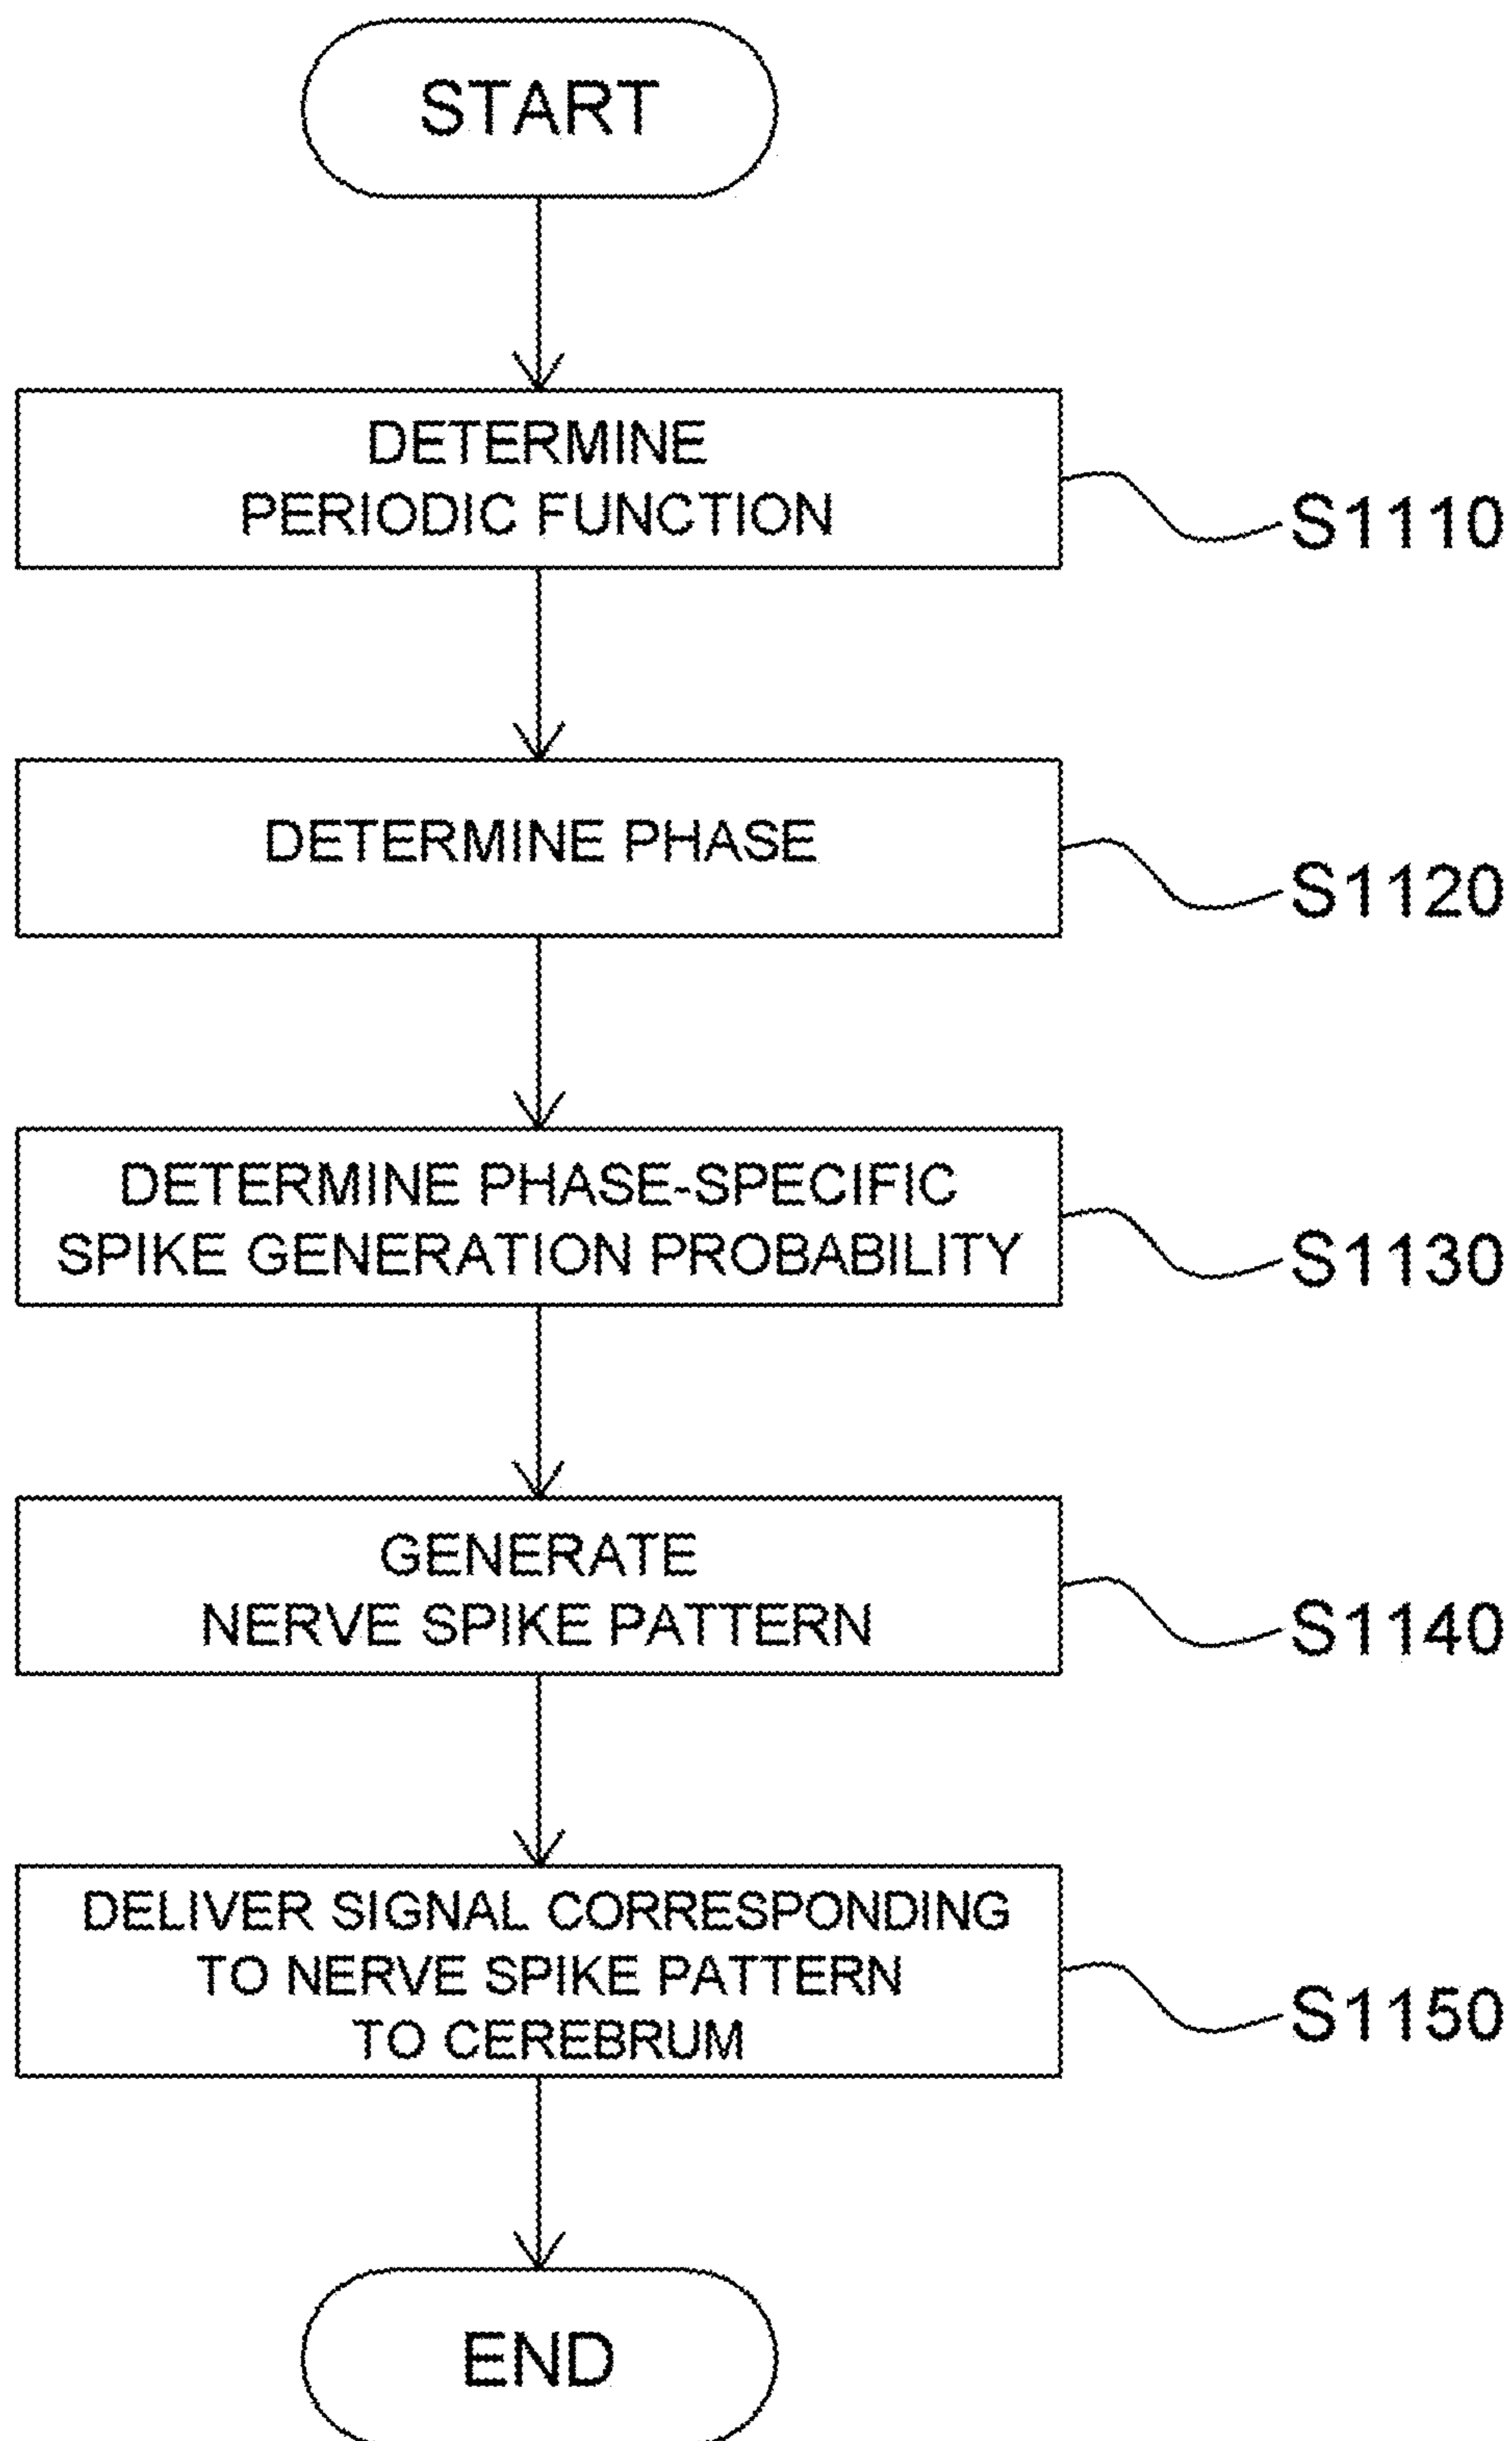 START
DETERMINE
PERIODIC FUNCTION
S1110
DETERMINE PHASE
S1120
DETERMINE PHASE-SPECIFIC
SPIKE GENERATION PROBABILITY
S1130
GENERATE
NERVE SPIKE PATTERN
S1140
DELIVER SIGNAL CORRESPONDING
TO NERVE SPIKE PATTERN
TO CEREBRUM
S1150
END